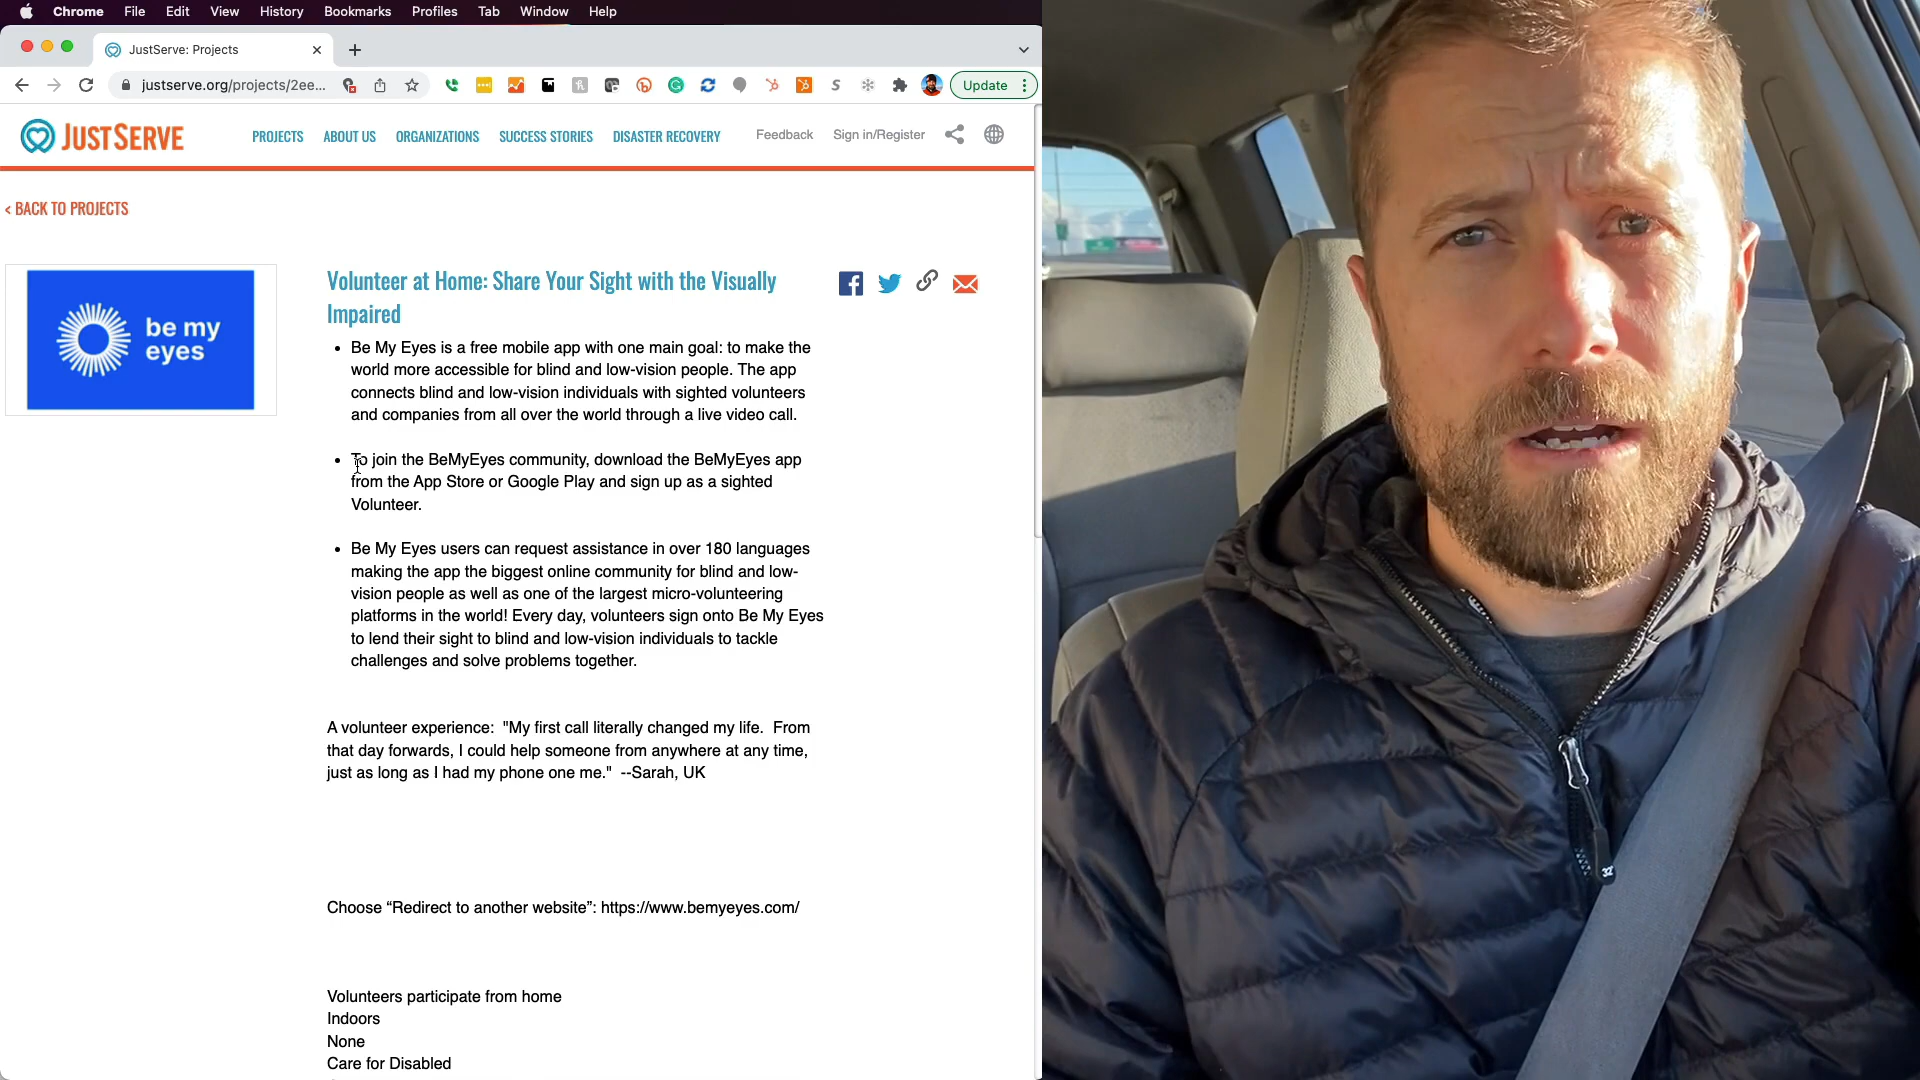 Chrome File Edit View History Bookmarks Profiles Tab Window Help
JustServe: Projects
justserve.org/projects/2ee...
Update
JUSTSERVE
PROJECTS ABOUT US ORGANIZATIONS SUCCESS STORIES DISASTER RECOVERY Feedback Sign in/Register
< BACK TO PROJECTS
be my
eyes
Volunteer at Home: Share Your Sight with the Visually
Impaired
• Be My Eyes is a free mobile app with one main goal: to make the
world more accessible for blind and low-vision people. The app
connects blind and low-vision individuals with sighted volunteers
and companies from all over the world through a live video call.
• To join the BeMyEyes community, download the BeMyEyes app
from the App Store or Google Play and sign up as a sighted
Volunteer.
• Be My Eyes users can request assistance in over 180 languages
making the app the biggest online community for blind and low-
vision people as well as one of the largest micro-volunteering
platforms in the world! Every day, volunteers sign onto Be My Eyes
to lend their sight to blind and low-vision individuals to tackle
challenges and solve problems together.
A volunteer experience:  "My first call literally changed my life.  From
that day forwards, I could help someone from anywhere at any time,
just as long as I had my phone one me."  --Sarah, UK
Choose “Redirect to another website”: https://www.bemyeyes.com/
Volunteers participate from home
Indoors
None
Care for Disabled